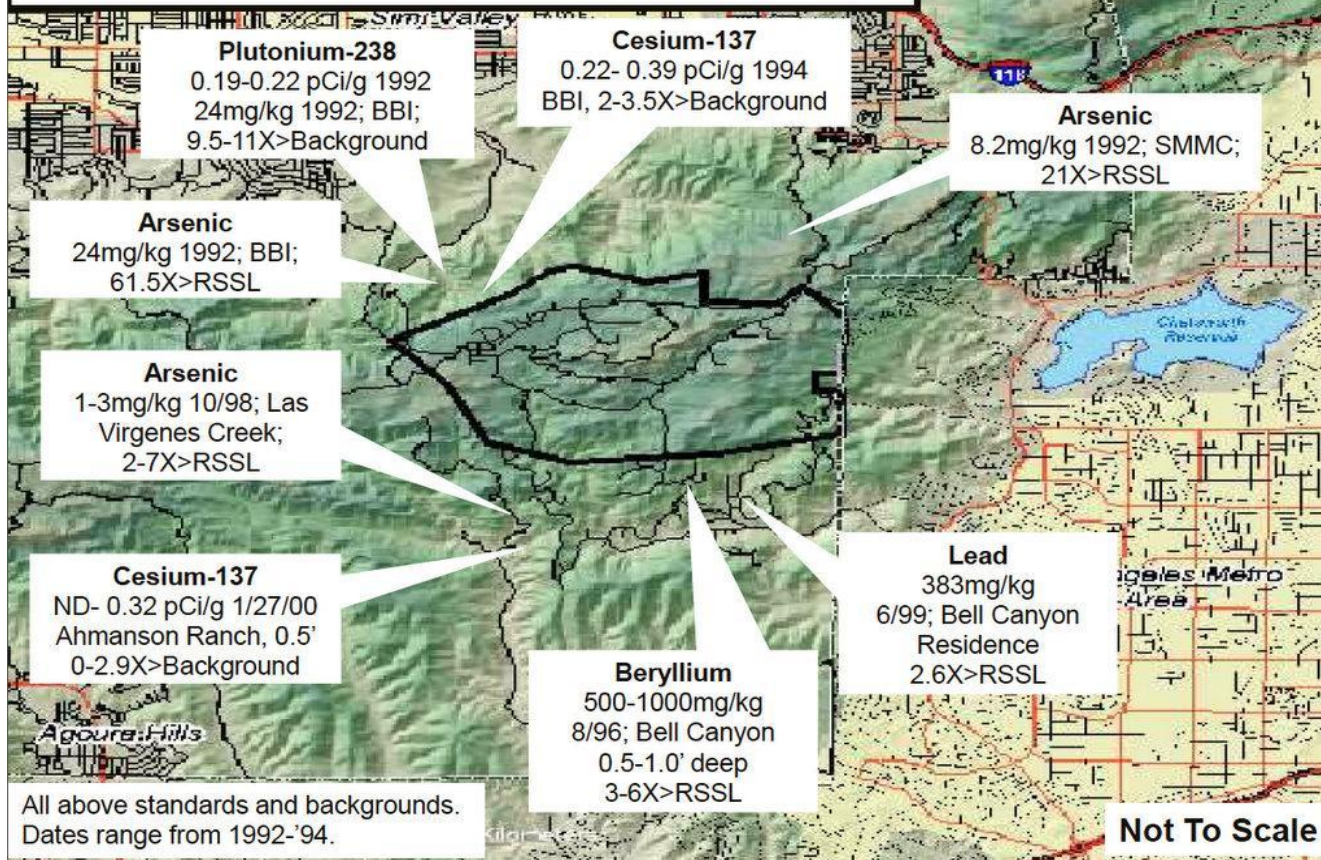 Simi Valley
Plutonium-238
0.19-0.22 pCi/g 1992
24mg/kg 1992; BBI;
9.5-11X>Background
Cesium-137
0.22- 0.39 pCi/g 1994
BBI, 2-3.5X>Background
118
Arsenic
8.2mg/kg 1992; SMMC;
21X>RSSL
Arsenic
24mg/kg 1992; BBI;
61.5X>RSSL
Chatsworth
Reservoir
Arsenic
1-3mg/kg 10/98; Las
Virgenes Creek;
2-7X>RSSL
Cesium-137
ND- 0.32 pCi/g 1/27/00
Ahmanson Ranch, 0.5'
0-2.9X>Background
Lead
383mg/kg
6/99; Bell Canyon
Residence
2.6X>RSSL
ngeles Metro
Area
Beryllium
500-1000mg/kg
8/96; Bell Canyon
0.5-1.0' deep
3-6X>RSSL
Agoura Hills
All above standards and backgrounds.
Dates range from 1992-'94.
Kilometers
Not To Scale